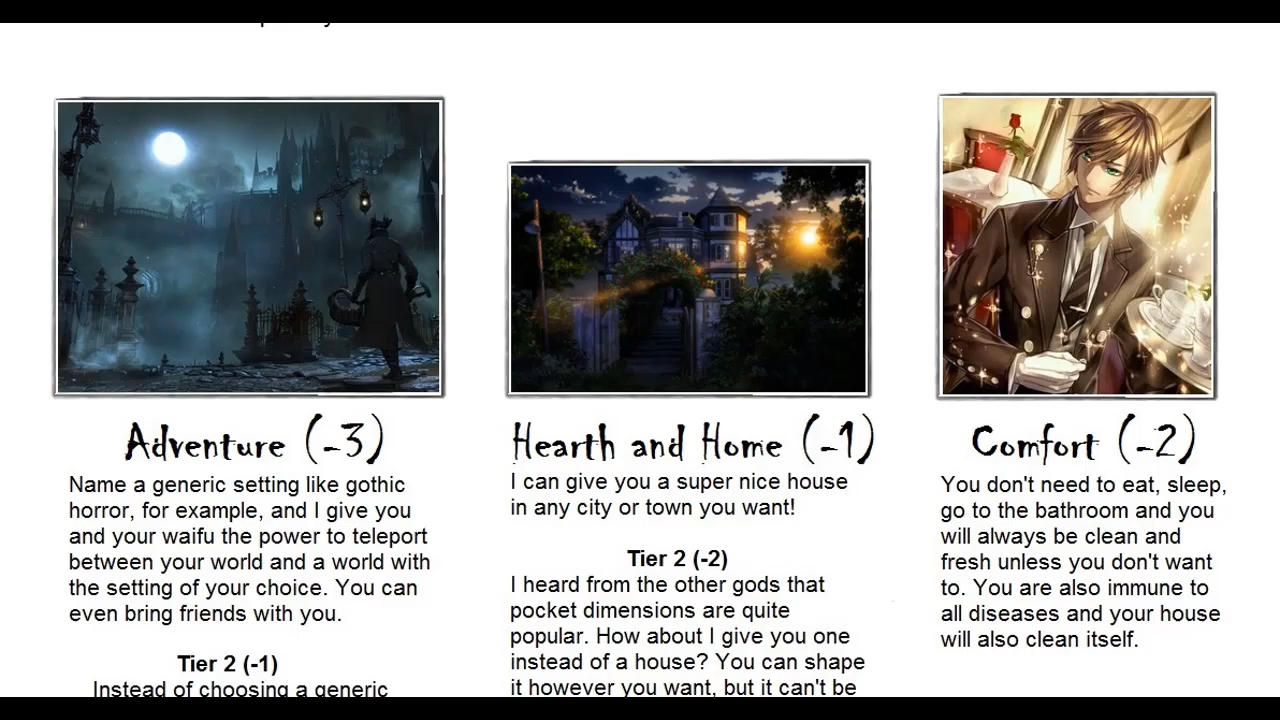 Adventure (-3)
Name a generic setting like gothic
horror, for example, and I give you
and your waifu the power to teleport
between your world and a world with
the setting of your choice. You can
even bring friends with you.
Tier 2 (-1)
Instead of choosing a generic
Hearth and Home (-1)
I can give you a super nice house
in any city or town you want!
Tier 2 (-2)
I heard from the other gods that
pocket dimensions are quite
popular. How about I give you one
instead of a house? You can shape
it however you want, but it can't be
Comfort (-2)
You don't need to eat, sleep,
go to the bathroom and you
will always be clean and
fresh unless you don't want
to. You are also immune to
all diseases and your house
will also clean itself.